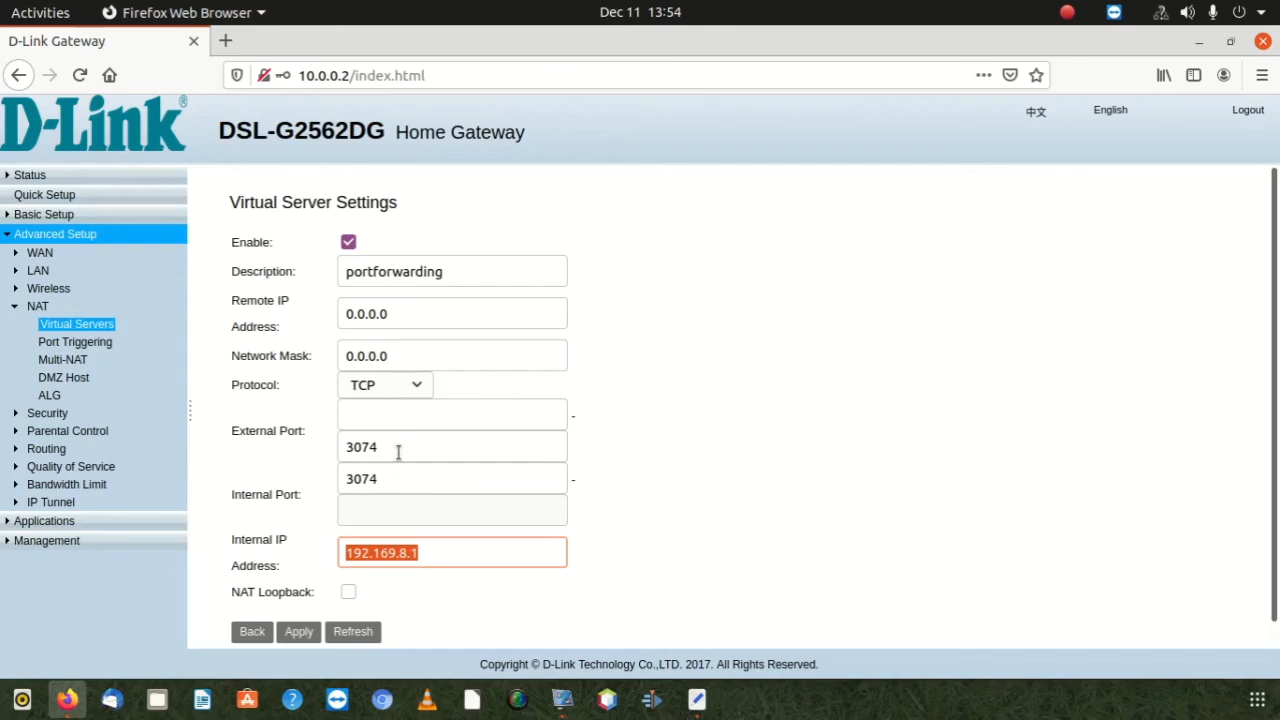 Activities
Firefox Web Browser
Dec 11 13:54
D-Link Gateway
10.0.0.2/index.html
D-Link®
DSL-G2562DG Home Gateway
中文
English
Logout
Status
Quick Setup
Basic Setup
Advanced Setup
WAN
LAN
Wireless
NAT
Virtual Servers
Port Triggering
Multi-NAT
DMZ Host
ALG
Security
Parental Control
Routing
Quality of Service
Bandwidth Limit
IP Tunnel
Applications
Management
Virtual Server Settings
Enable:
Description: portforwarding
Remote IP
Address: 0.0.0.0
Network Mask: 0.0.0.0
Protocol: TCP
-
External Port:
3074
3074 -
Internal Port:
Internal IP
Address: 192.169.8.1
NAT Loopback:
Back Apply Refresh
Copyright © D-Link Technology Co.,LTD. 2017. All Rights Reserved.